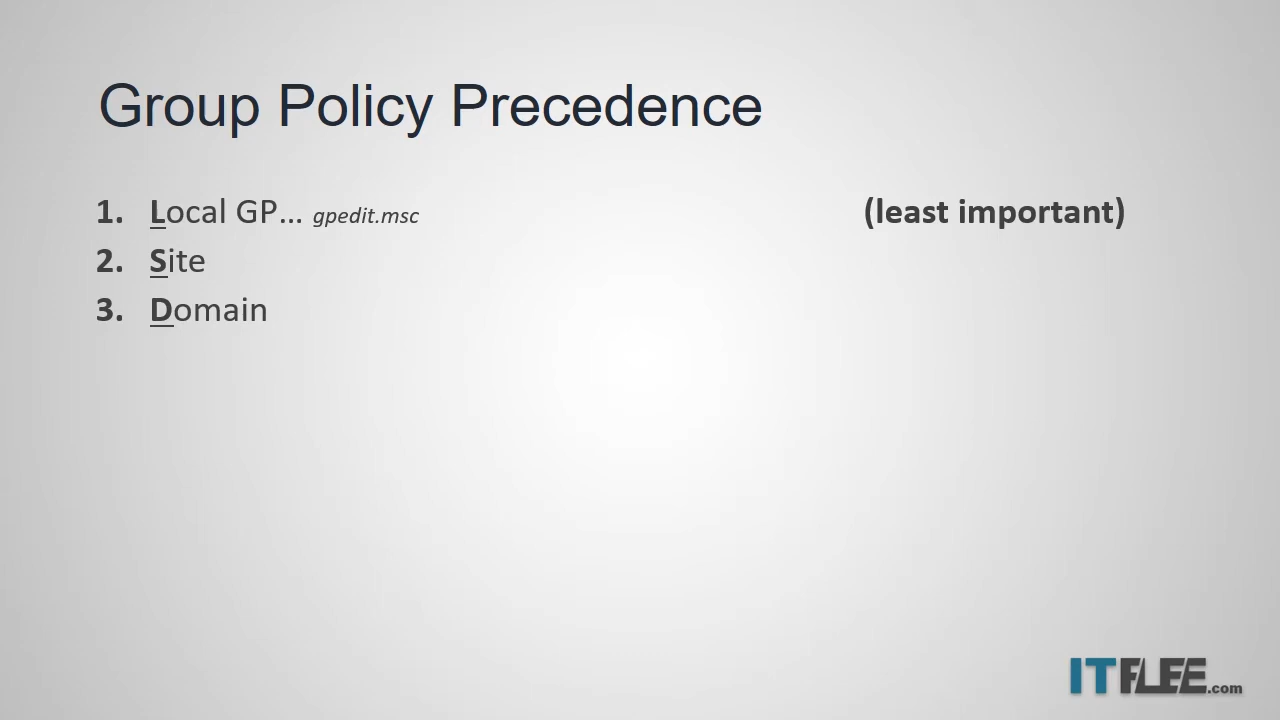 Group Policy Precedence
1. Local GP... gpedit.msc (least important)
2. Site
3. Domain
ITFLEE.com